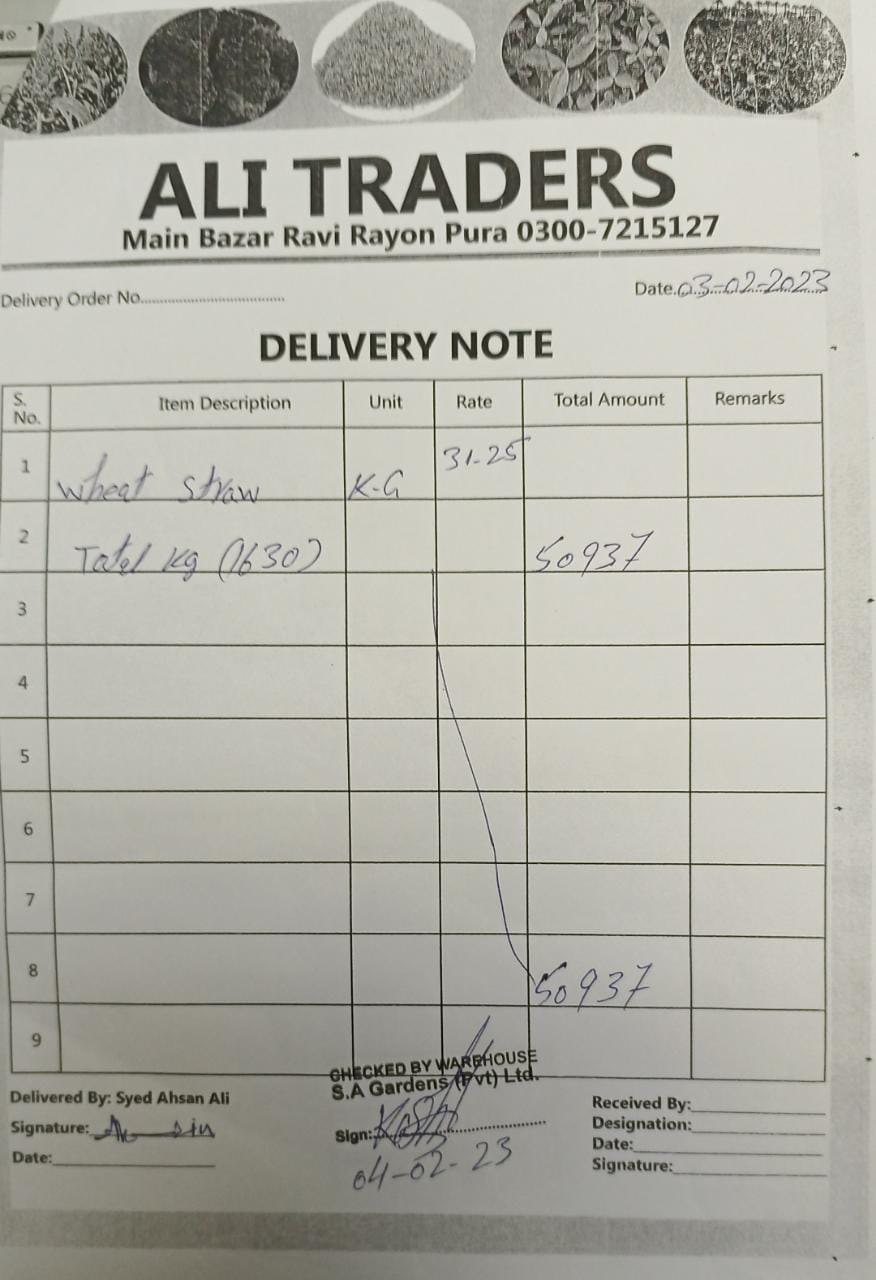 ALI TRADERS
Main Bazar Ravi Rayon Pura 0300-7215127
Delivery Order No.................................... Date.03-02-2023
DELIVERY NOTE
S. No. Item Description Unit Rate Total Amount Remarks
1 Wheat Straw K-G 31-25
2 Total Kg (1630) 50937
3
4
5
6
7
8 50937
9
CHECKED BY WAREHOUSE
S.A Gardens (Pvt) Ltd.
Sign:
04-02-23
Delivered By: Syed Ahsan Ali
Signature:
Date:
Received By:
Designation:
Date:
Signature: